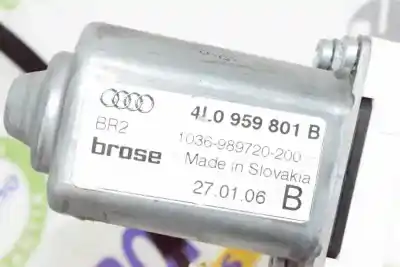 4L0 959 801 B
BR2
1036-989720-200
brose
Made in Slovakia
27.01.06 B